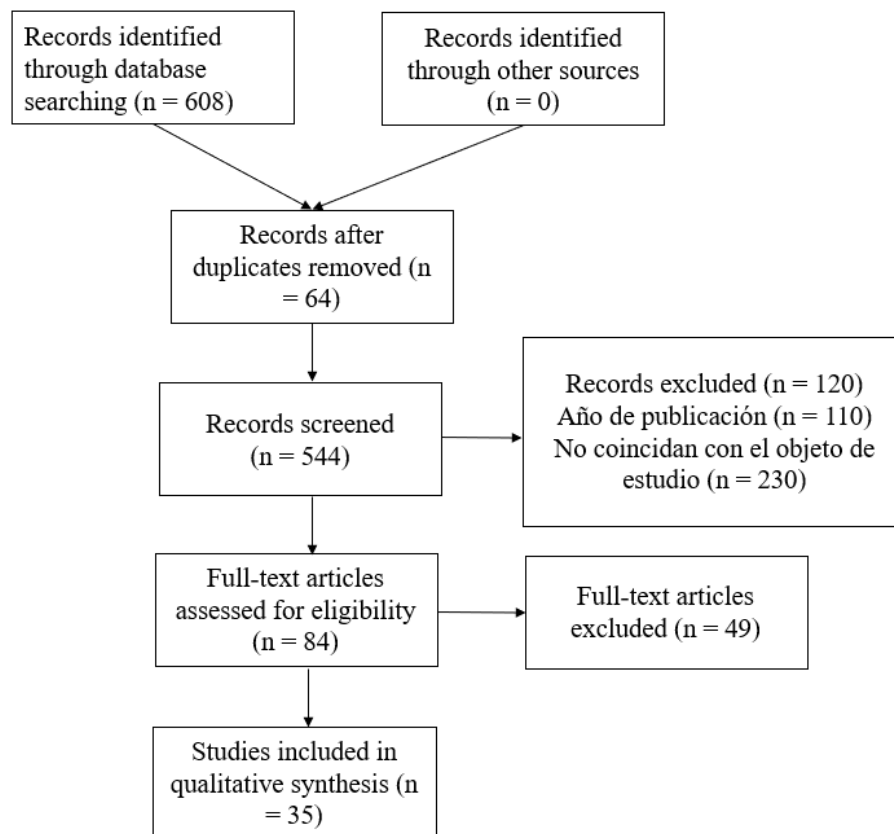 Records identified
through database
searching (n = 608)
Records identified
through other sources
(n = 0)
Records after
duplicates removed (n
= 64)
Records screened
(n = 544)
Records excluded (n = 120)
Año de publicación (n = 110)
No coincidan con el objeto de
estudio (n = 230)
Full-text articles
assessed for eligibility
(n = 84)
Full-text articles
excluded (n = 49)
Studies included in
qualitative synthesis (n
= 35)